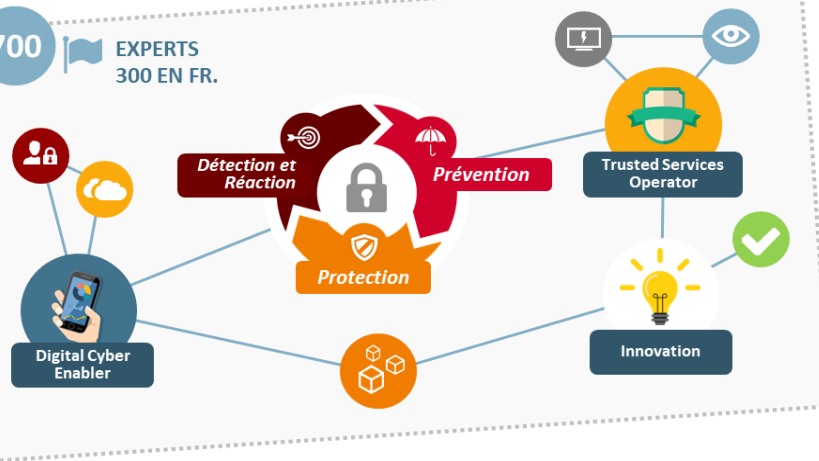 700
EXPERTS
300 EN FR.
Détection et
Réaction
Prévention
Protection
Trusted Services
Operator
Digital Cyber
Enabler
Innovation